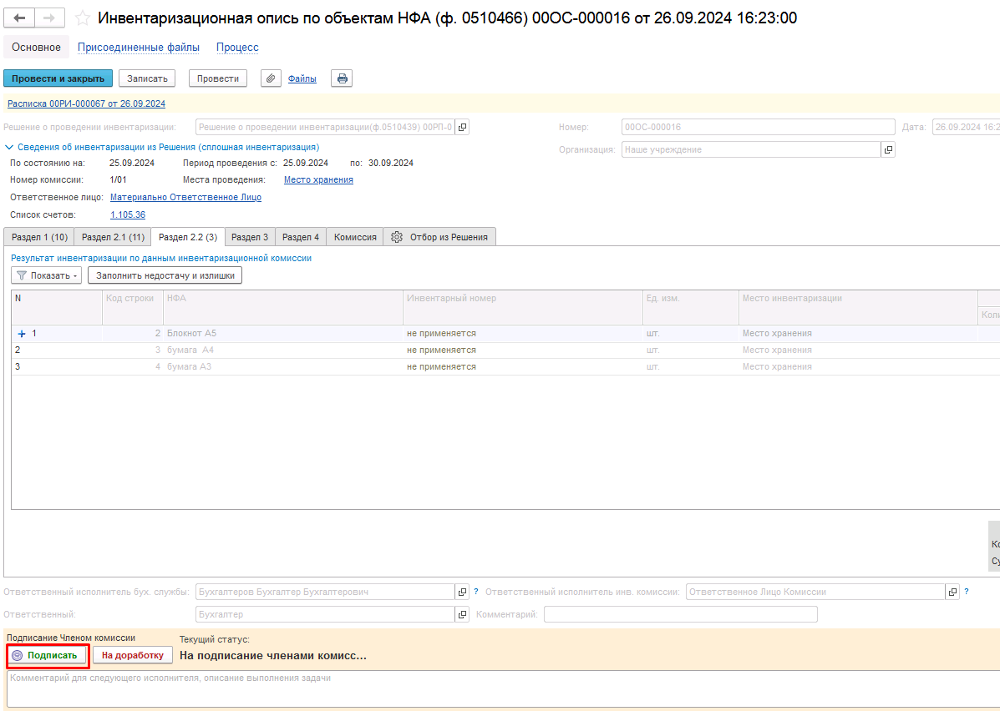 Инвентаризационная опись по объектам НФА (ф. 0510466) 00ОС-000016 от 26.09.2024 16:23:00
Основное Присоединенные файлы Процесс
Провести и закрыть Записать Провести Файлы
Расписка 00РИ-000067 от 26.09.2024
Решение о проведении инвентаризации: Решение о проведении инвентаризации(ф.0510439) 00РП-0 Номер: 00ОС-000016 Дата: 26.09.2024 16:2
Сведения об инвентаризации из Решения (сплошная инвентаризация) Организация: Наше учреждение
По состоянию на: 25.09.2024 Период проведения с: 25.09.2024 по: 30.09.2024
Номер комиссии: 1/01 Места проведения: Место хранения
Ответственное лицо: Материально Ответственное Лицо
Список счетов: 1.105.36
Раздел 1 (10) Раздел 2.1 (11) Раздел 2.2 (3) Раздел 3 Раздел 4 Комиссия Отбор из Решения
Результат инвентаризации по данным инвентаризационной комиссии
Показать Заполнить недостачу и излишки
N Код строки НФА Инвентарный номер Ед. изм. Место инвентаризации
Коли
1 2 Блокнот А5 не применяется шт. Место хранения
2 3 бумага А4 не применяется шт. Место хранения
3 4 бумага А3 не применяется шт. Место хранения
Ко
Су
Ответственный исполнитель бух. службы: Бухгалтеров Бухгалтер Бухгалтерович ? Ответственный исполнитель инв. комиссии: Ответственное Лицо Комиссии ?
Ответственный: Бухгалтер Комментарий:
Подписание Членом комиссии Текущий статус:
Подписать На доработку На подписание членами комисс...
Комментарий для следующего исполнителя, описание выполнения задачи